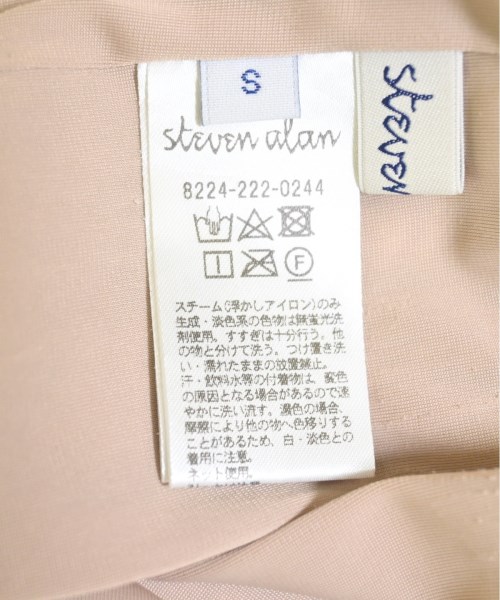 S
steven alan
steven
8224-222-0244
F
スチーム(浮かしアイロン)のみ
生成・淡色系の色物は無蛍光洗
剤使用。すすぎは十分行う。他
の物と分けて洗う。つけ置き洗
い・濡れたままの放置禁止。
汗・飲料水等の付着物は、変色
の原因となる場合があるので速
やかに洗い流す。濃色の場合、
摩擦により他の物へ色移りする
ことがあるため、白・淡色との
着用に注意。
ネット使用。